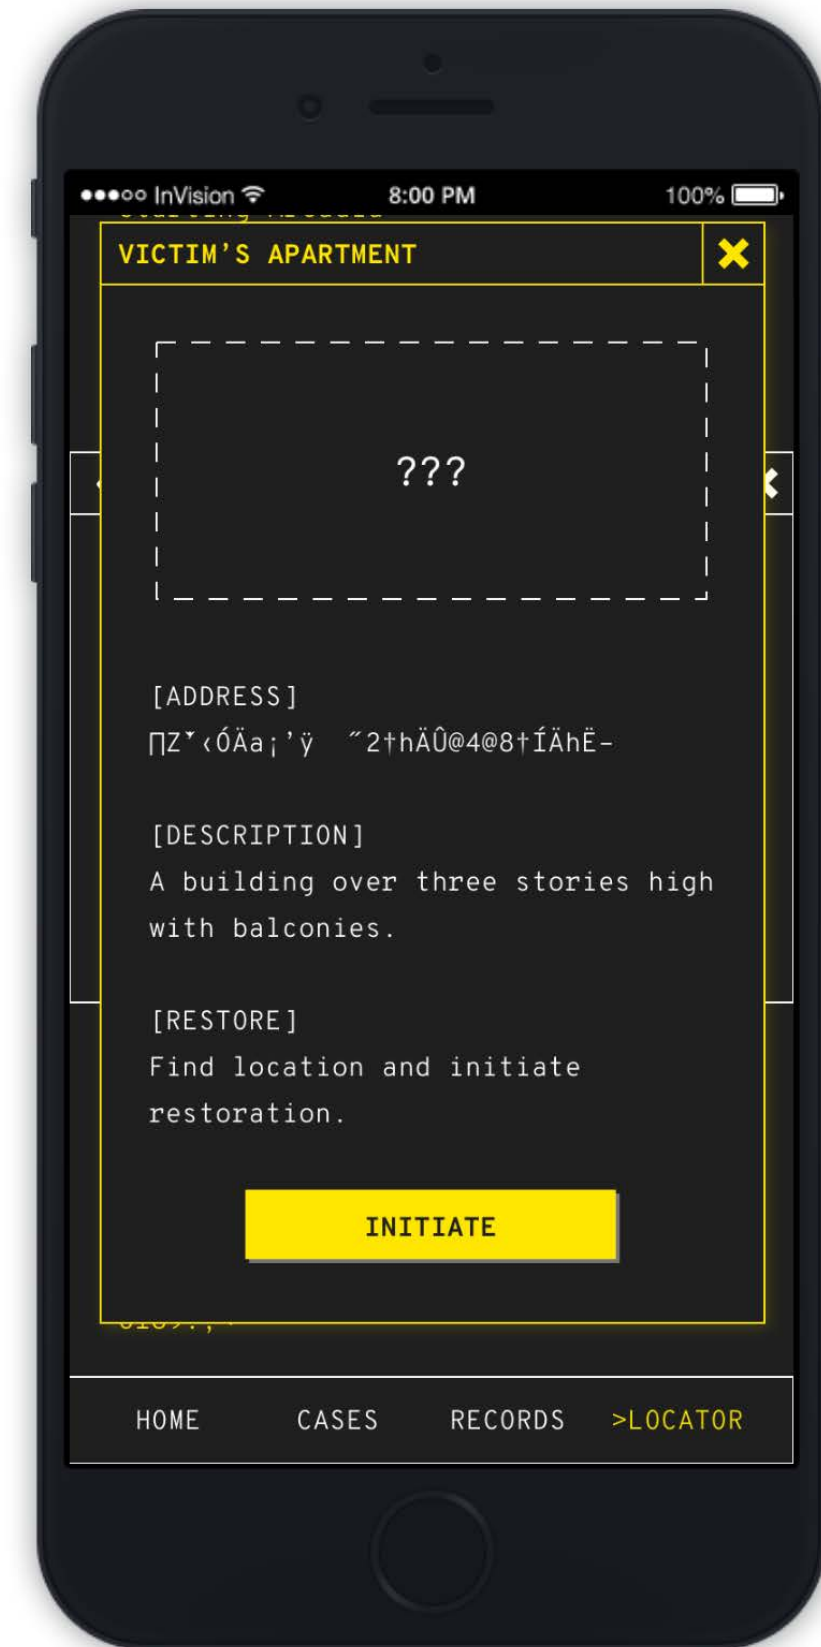 ●●●○○ InVision 8:00 PM 100%
VICTIM’S APARTMENT
???
[ADDRESS]
∏Z˟‹ÓÄa¡’ÿ ˝2†hÄÛ@4@8†ÍÄhË–
[DESCRIPTION]
A building over three stories high
with balconies.
[RESTORE]
Find location and initiate
restoration.
INITIATE
HOME CASES RECORDS >LOCATOR